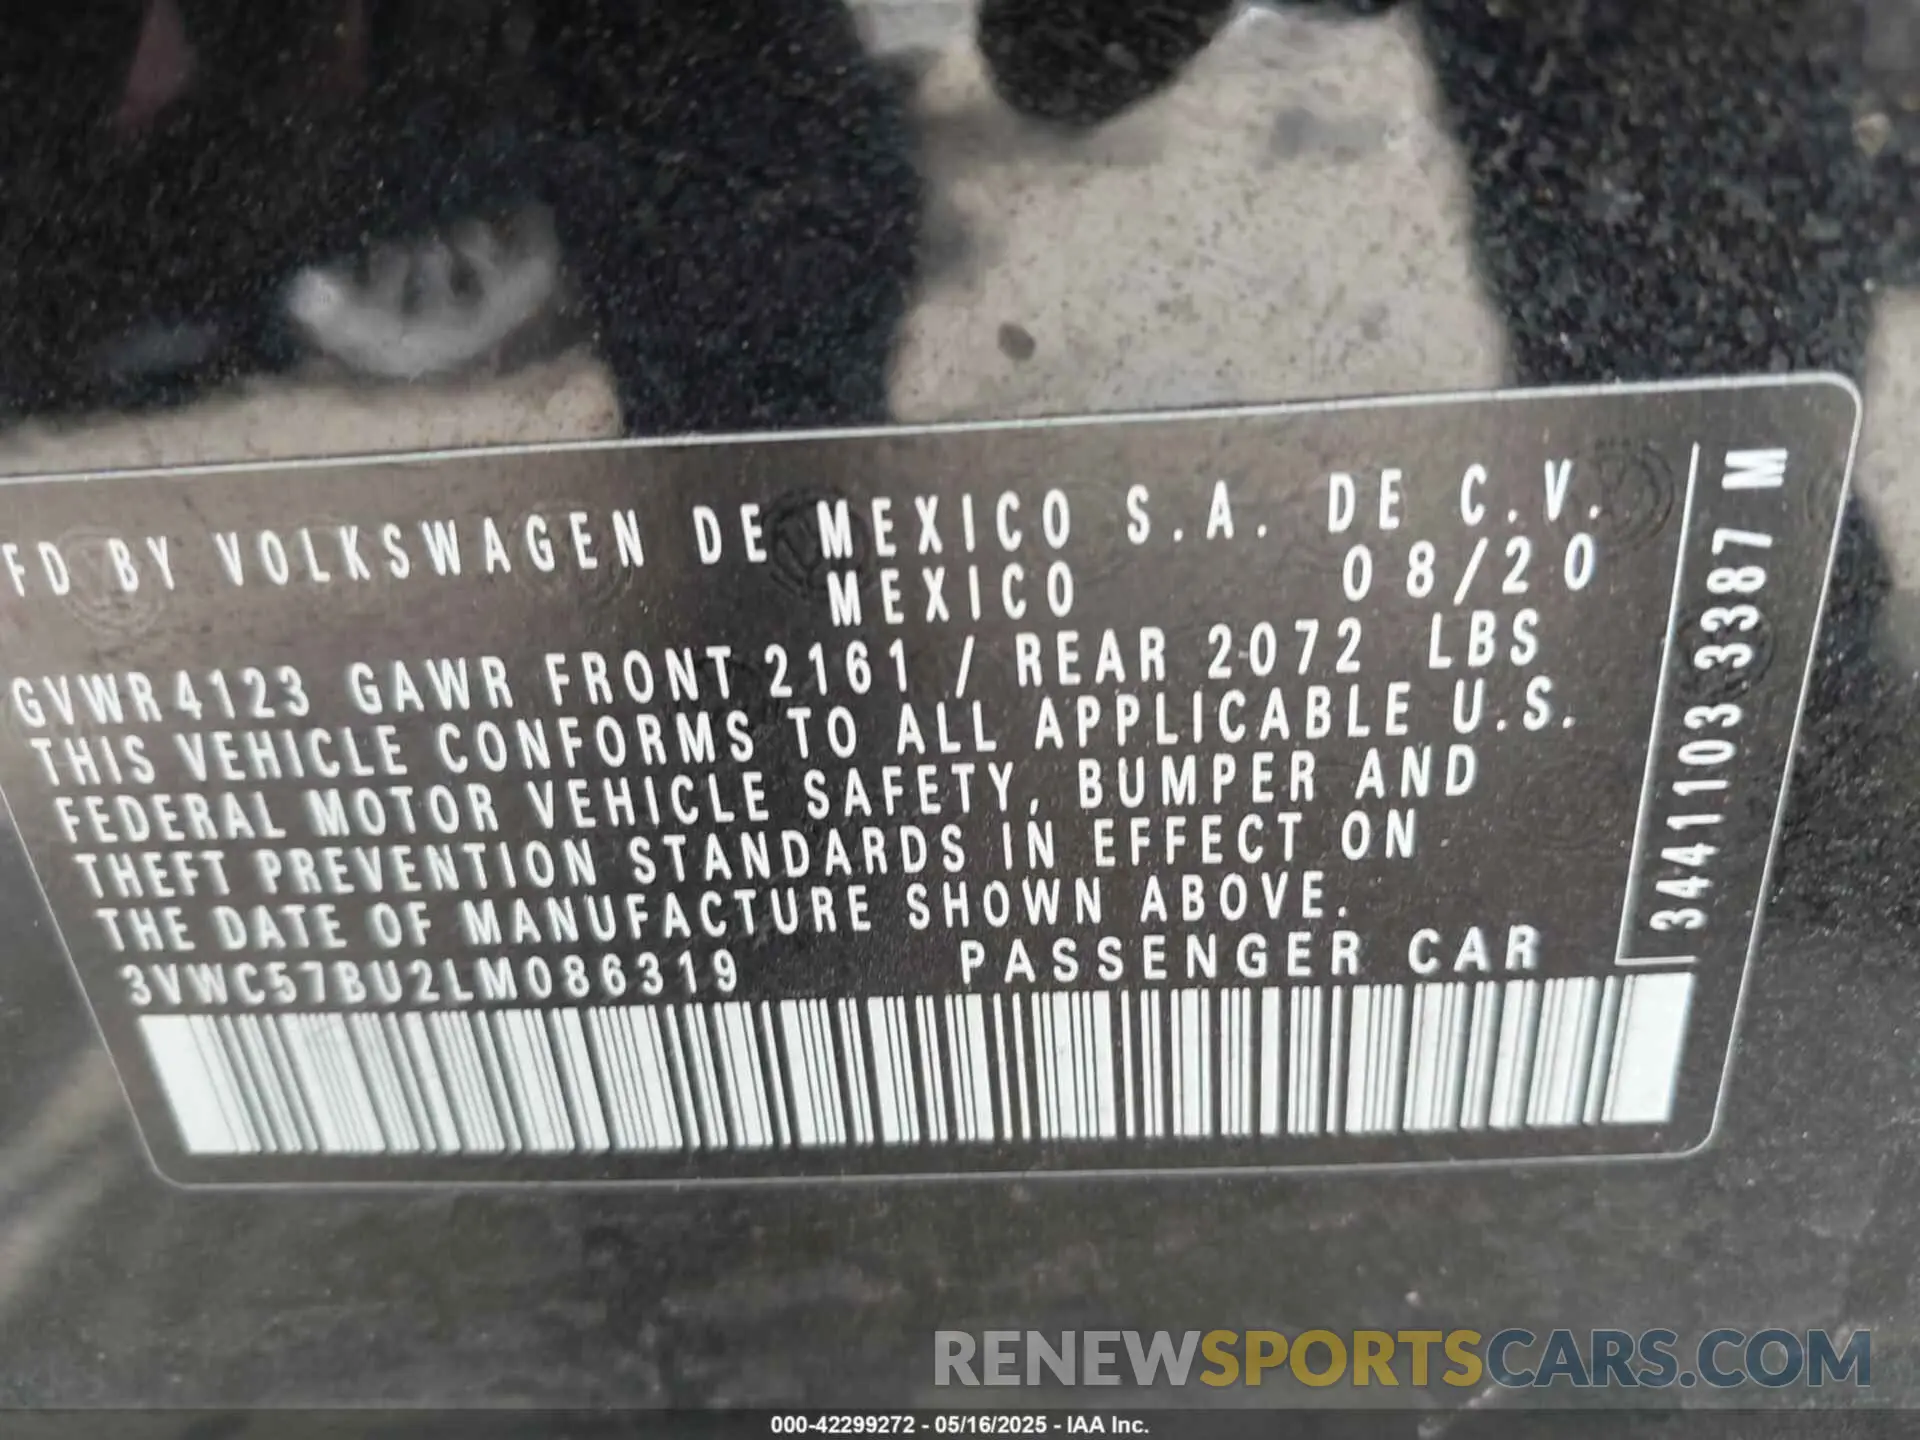 FD BY VOLKSWAGEN DE MEXICO S.A. DE C.V.
MEXICO 08/20
GVWR 4123 GAWR FRONT 2161 / REAR 2072 LBS
THIS VEHICLE CONFORMS TO ALL APPLICABLE U.S.
FEDERAL MOTOR VEHICLE SAFETY, BUMPER AND
THEFT PREVENTION STANDARDS IN EFFECT ON
THE DATE OF MANUFACTURE SHOWN ABOVE.
3VWC57BU2LM086319 PASSENGER CAR
3441103 3387 M
RENEWSPORTSCARS.COM
000-42299272 - 05/16/2025 - IAA Inc.